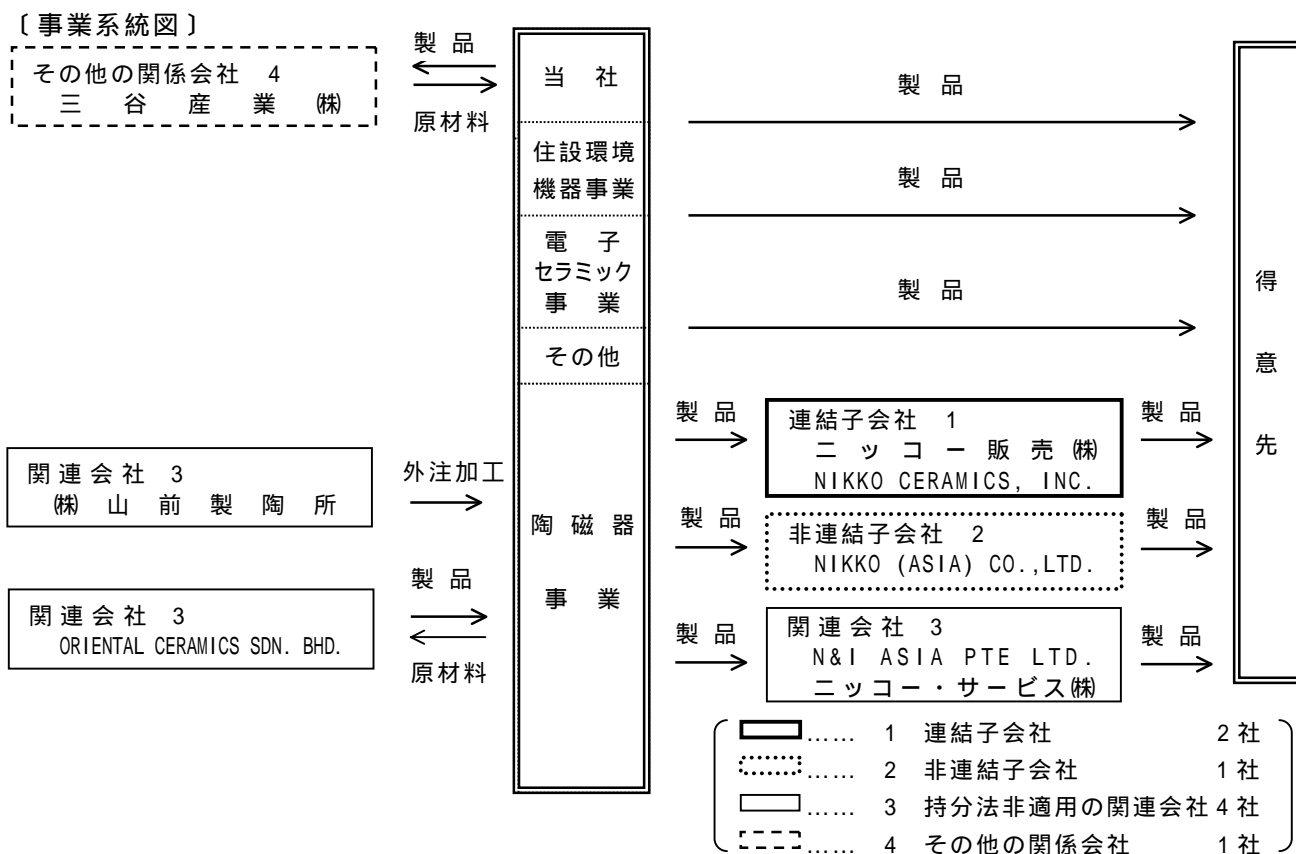 〔事業系統図〕
その他の関係会社 4
三谷産業㈱
製品
原材料
当社
住設環境
機器事業
電子
セラミック
事業
その他
陶磁器
事業
製品
製品
製品
得意先
関連会社 3
㈱山前製陶所
外注加工
関連会社 3
ORIENTAL CERAMICS SDN. BHD.
製品
原材料
製品
連結子会社 1
ニッコー販売㈱
NIKKO CERAMICS, INC.
製品
製品
非連結子会社 2
NIKKO (ASIA) CO.,LTD.
製品
製品
関連会社 3
N&I ASIA PTE LTD.
ニッコー・サービス㈱
製品
…… 1 連結子会社 2社
…… 2 非連結子会社 1社
…… 3 持分法非適用の関連会社 4社
…… 4 その他の関係会社 1社